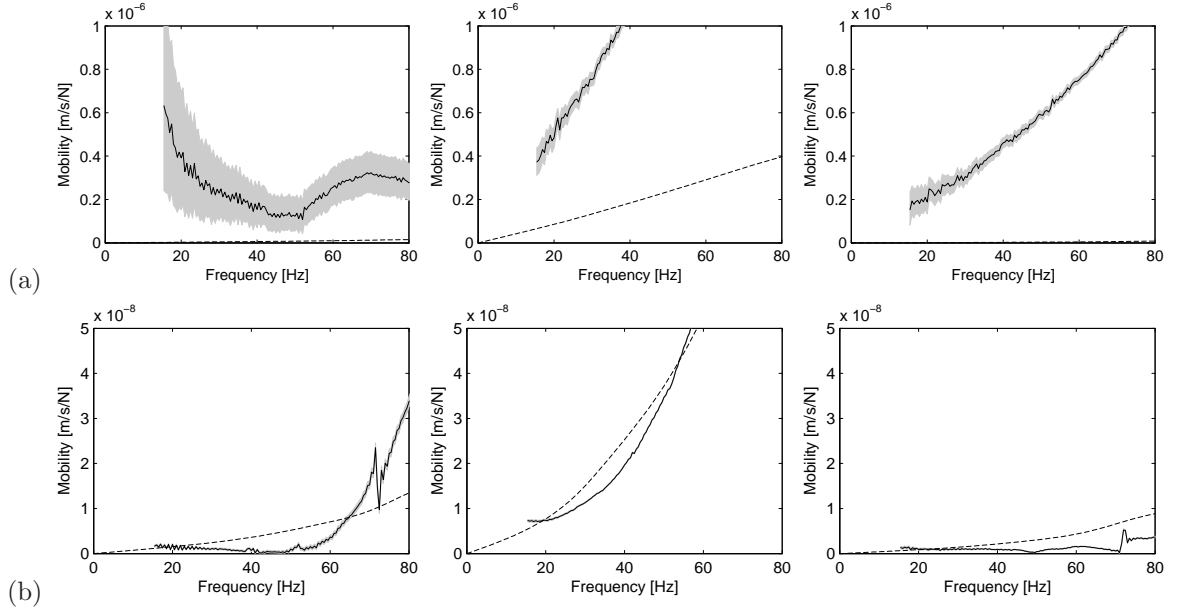 x 10⁻⁶ x 10⁻⁶ x 10⁻⁶
1 1 1
0.8 0.8 0.8
0.6 0.6 0.6
0.4 0.4 0.4
0.2 0.2 0.2
0 0 0
Mobility [m/s/N] Mobility [m/s/N] Mobility [m/s/N]
0 20 40 60 80 0 20 40 60 80 0 20 40 60 80
(a) Frequency [Hz] Frequency [Hz] Frequency [Hz]
x 10⁻⁸ x 10⁻⁸ x 10⁻⁸
5 5 5
4 4 4
3 3 3
2 2 2
1 1 1
0 0 0
Mobility [m/s/N] Mobility [m/s/N] Mobility [m/s/N]
0 20 40 60 80 0 20 40 60 80 0 20 40 60 80
(b) Frequency [Hz] Frequency [Hz] Frequency [Hz]